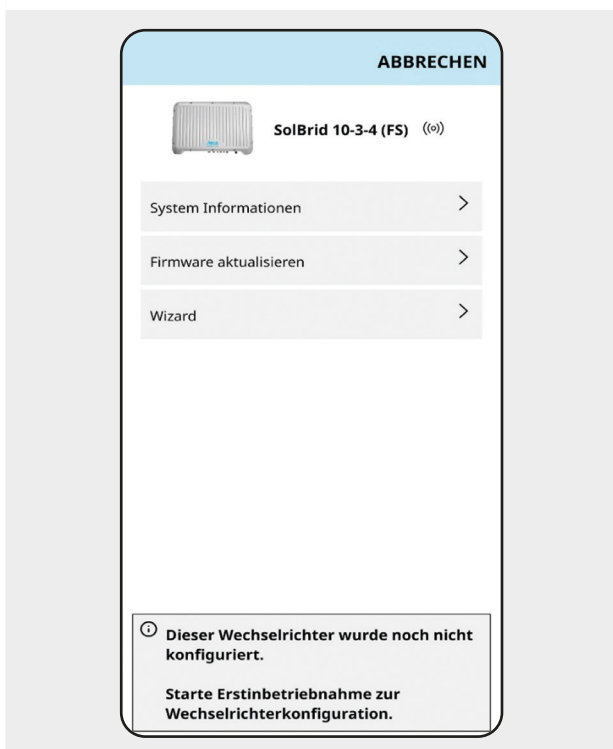 ABBRECHEN
SolBrid 10-3-4 (FS)
System Informationen
Firmware aktualisieren
Wizard
Dieser Wechselrichter wurde noch nicht
konfiguriert.
Starte Erstinbetriebnahme zur
Wechselrichterkonfiguration.